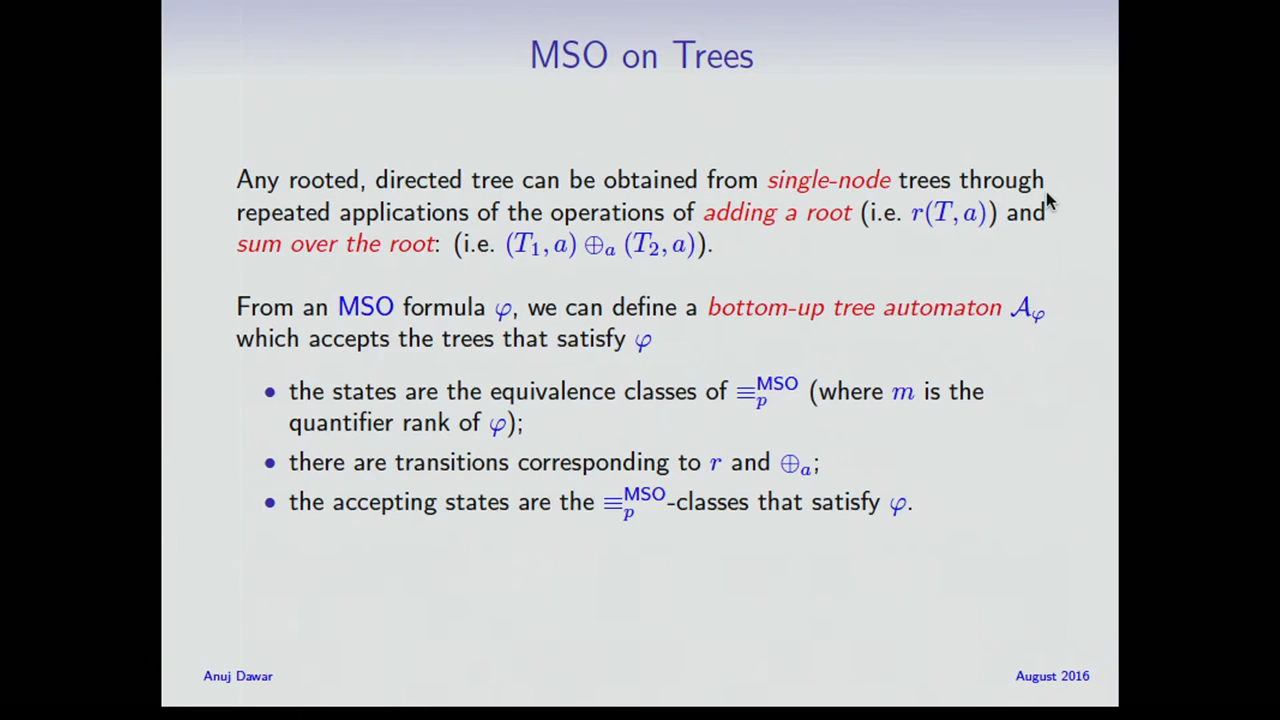 MSO on Trees
Any rooted, directed tree can be obtained from single-node trees through
repeated applications of the operations of adding a root (i.e. r(T, a)) and
sum over the root: (i.e. (T₁, a) ⊕ₐ (T₂, a)).
From an MSO formula φ, we can define a bottom-up tree automaton 𝒜_φ
which accepts the trees that satisfy φ
• the states are the equivalence classes of ≡ₚ^MSO (where m is the
quantifier rank of φ);
• there are transitions corresponding to r and ⊕ₐ;
• the accepting states are the ≡ₚ^MSO-classes that satisfy φ.
Anuj Dawar
August 2016